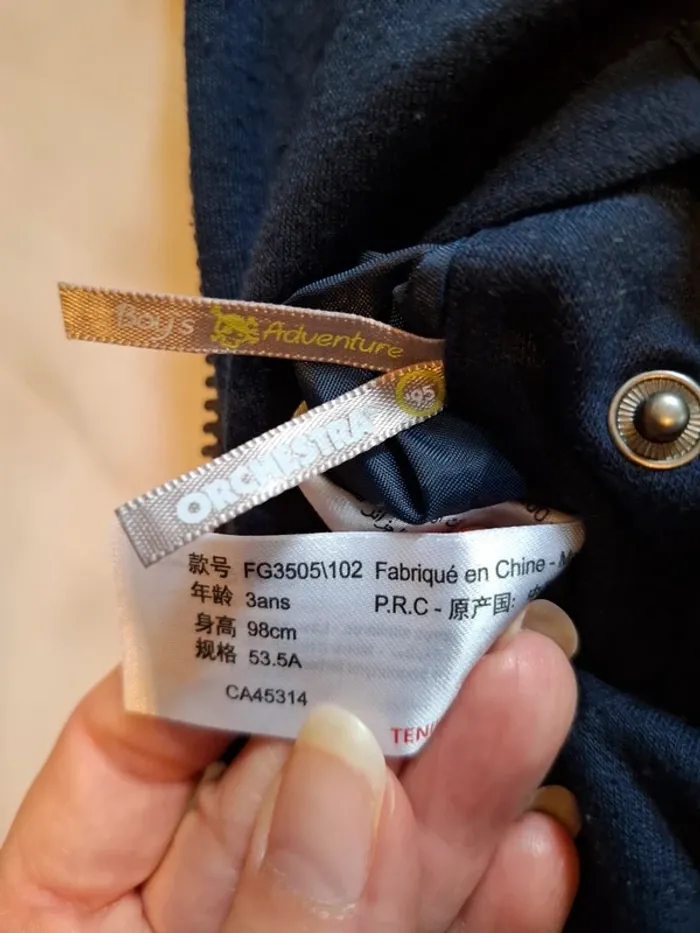 Boy's Adventure
'95
ORCHESTRA
款号 FG3505\102 Fabriqué en Chine -
年龄 3ans P.R.C - 原产国:
身高 98cm
规格 53.5A
CA45314